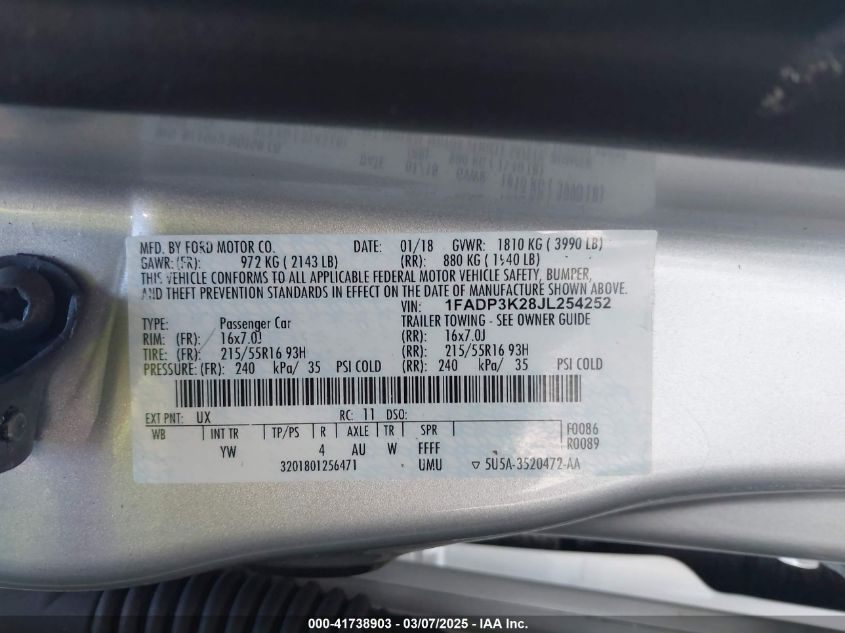 MFD. BY FORD MOTOR CO. DATE: 01/18 GVWR: 1810 KG ( 3990 LB)
GAWR: (FR): 972 KG ( 2143 LB) (RR): 880 KG ( 1940 LB)
THIS VEHICLE CONFORMS TO ALL APPLICABLE FEDERAL MOTOR VEHICLE SAFETY, BUMPER,
AND THEFT PREVENTION STANDARDS IN EFFECT ON THE DATE OF MANUFACTURE SHOWN ABOVE.
VIN: 1FADP3K28JL254252
TYPE: Passenger Car TRAILER TOWING - SEE OWNER GUIDE
RIM: (FR): 16x7.0J (RR): 16x7.0J
TIRE: (FR): 215/55R16 93H (RR): 215/55R16 93H
PRESSURE: (FR): 240 kPa/ 35 PSI COLD (RR): 240 kPa/ 35 PSI COLD
EXT PNT: UX RC: 11 DSO:
WB INT TR TP/PS R AXLE TR SPR F0086
YW 4 AU W FFFF R0089
3201801256471 UMU ▽ 5U5A-3520472-AA
000-41738903 — 03/07/2025 — IAA Inc.